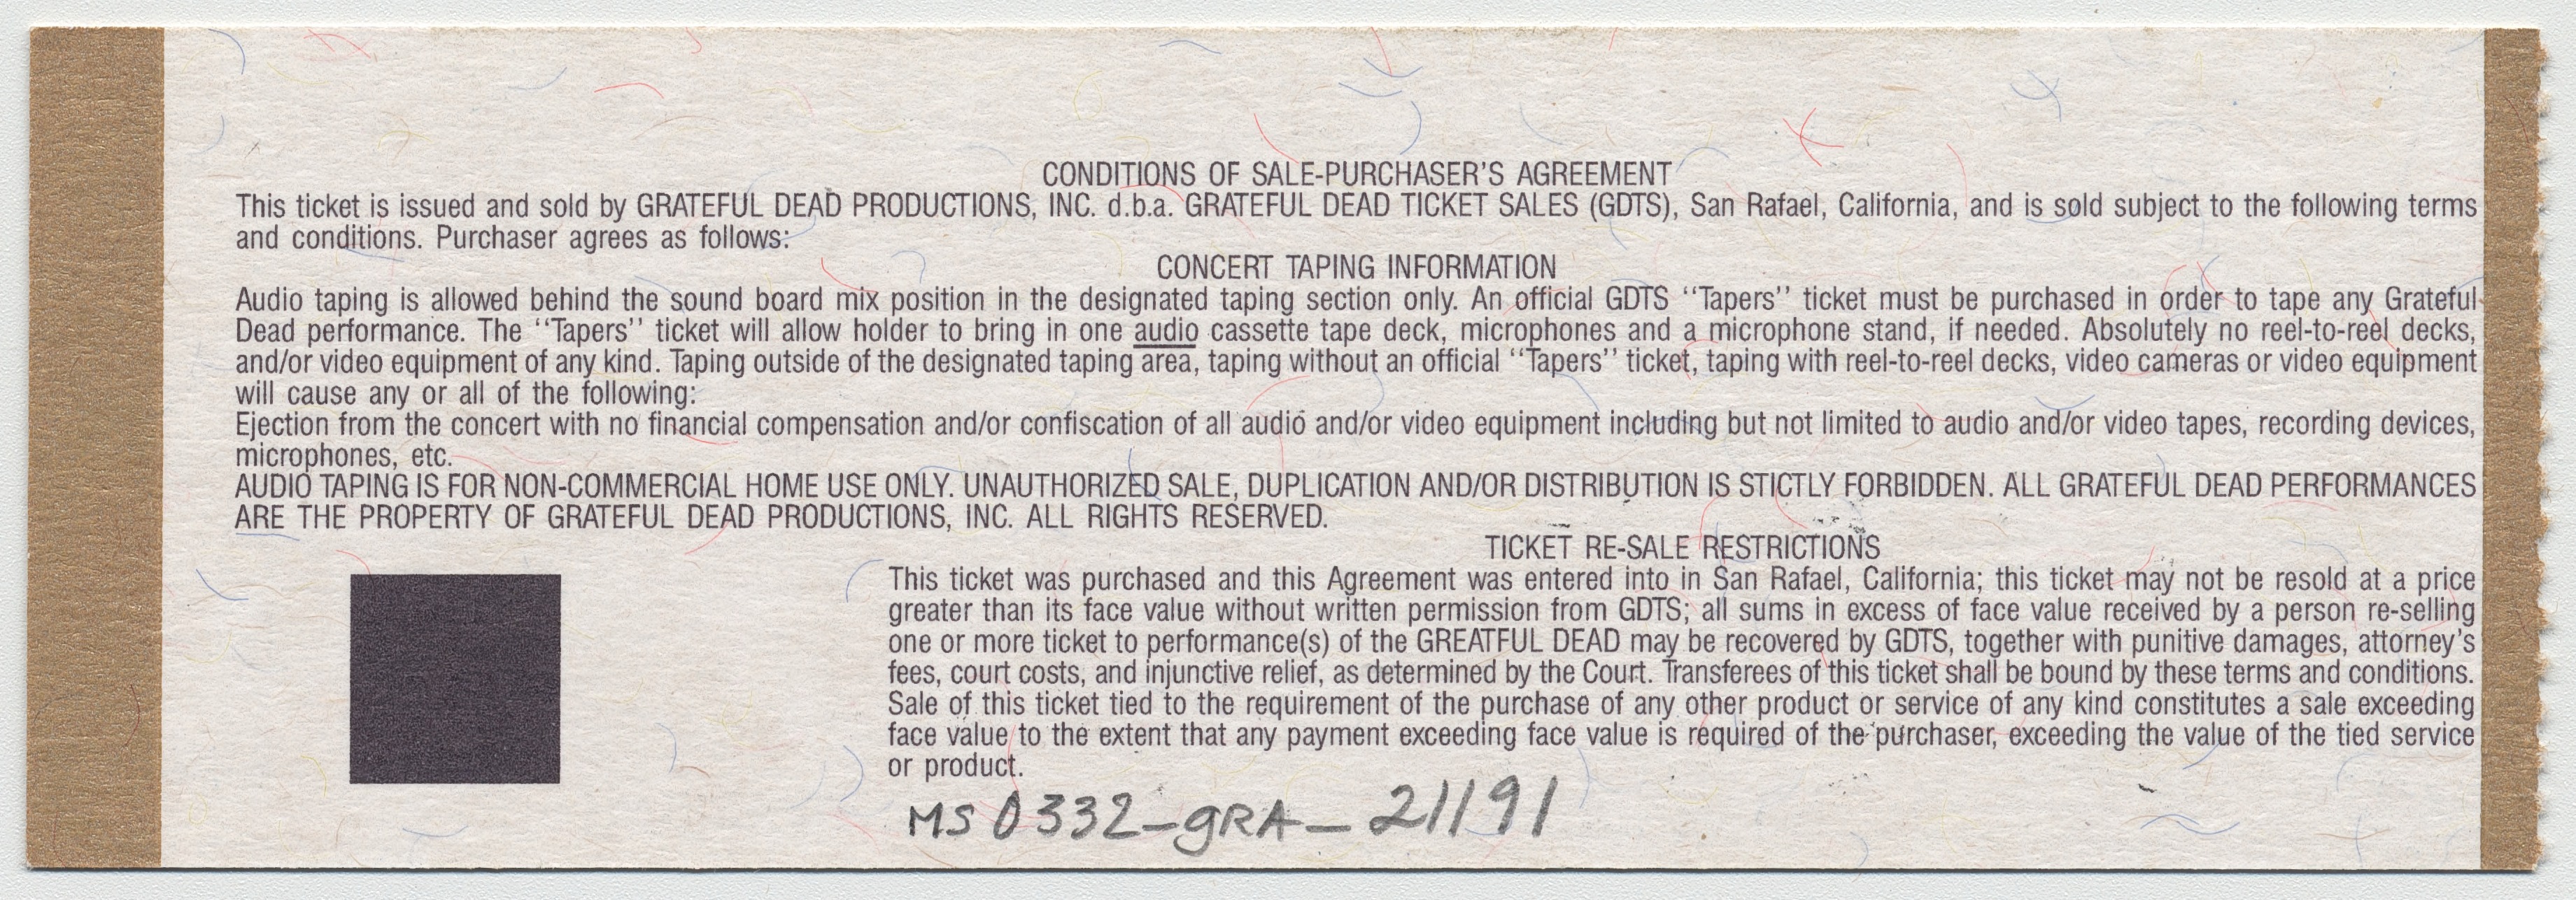 CONDITIONS OF SALE-PURCHASER'S AGREEMENT
This ticket is issued and sold by GRATEFUL DEAD PRODUCTIONS, INC. d.b.a. GRATEFUL DEAD TICKET SALES (GDTS), San Rafael, California, and is sold subject to the following terms
and conditions. Purchaser agrees as follows:
CONCERT TAPING INFORMATION
Audio taping is allowed behind the sound board mix position in the designated taping section only. An official GDTS "Tapers" ticket must be purchased in order to tape any Grateful
Dead performance. The "Tapers" ticket will allow holder to bring in one audio cassette tape deck, microphones and a microphone stand, if needed. Absolutely no reel-to-reel decks,
and/or video equipment of any kind. Taping outside of the designated taping area, taping without an official "Tapers" ticket, taping with reel-to-reel decks, video cameras or video equipment
will cause any or all of the following:
Ejection from the concert with no financial compensation and/or confiscation of all audio and/or video equipment including but not limited to audio and/or video tapes, recording devices,
microphones, etc.
AUDIO TAPING IS FOR NON-COMMERCIAL HOME USE ONLY. UNAUTHORIZED SALE, DUPLICATION AND/OR DISTRIBUTION IS STICTLY FORBIDDEN. ALL GRATEFUL DEAD PERFORMANCES
ARE THE PROPERTY OF GRATEFUL DEAD PRODUCTIONS, INC. ALL RIGHTS RESERVED.
TICKET RE-SALE RESTRICTIONS
This ticket was purchased and this Agreement was entered into in San Rafael, California; this ticket may not be resold at a price
greater than its face value without written permission from GDTS; all sums in excess of face value received by a person re-selling
one or more ticket to performance(s) of the GREATFUL DEAD may be recovered by GDTS, together with punitive damages, attorney's
fees, court costs, and injunctive relief, as determined by the Court. Transferees of this ticket shall be bound by these terms and conditions.
Sale of this ticket tied to the requirement of the purchase of any other product or service of any kind constitutes a sale exceeding
face value to the extent that any payment exceeding face value is required of the purchaser, exceeding the value of the tied service
or product.
MS 0332-gRA-21191